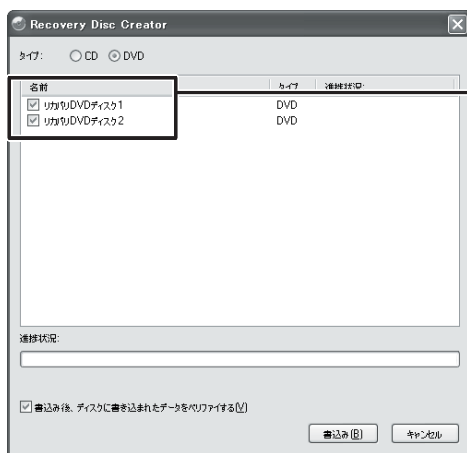 Recovery Disc Creator
タイプ: CD DVD
名前 タイプ 進捗状況:
リカバリDVDディスク1 DVD
リカバリDVDディスク2 DVD
進捗状況:
書込み後、ディスクに書き込まれたデータをベリファイする(V)
書込み(B) キャンセル